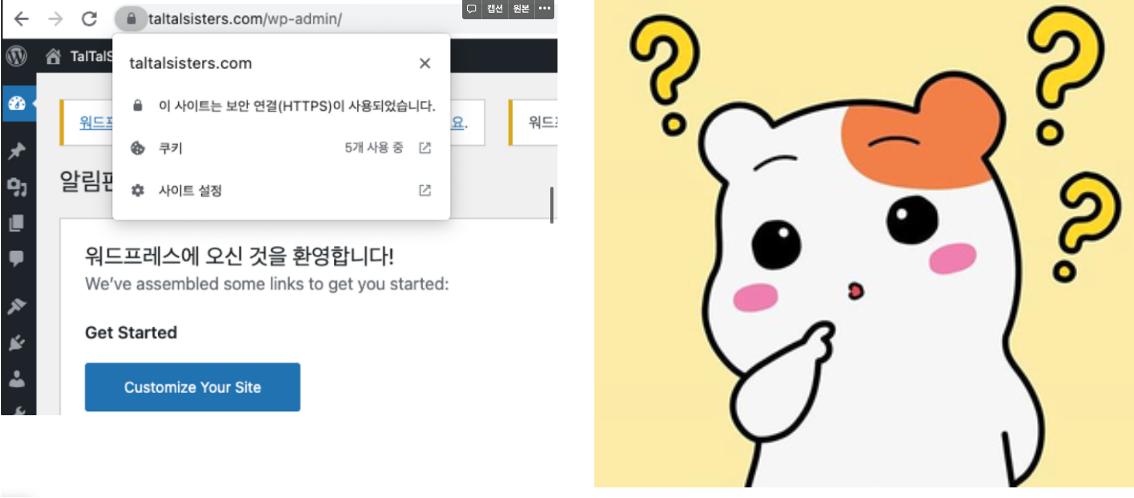 taltalsisters.com/wp-admin/
캡션 원본
TalTalS
taltalsisters.com
이 사이트는 보안 연결(HTTPS)이 사용되었습니다.
워드프
요.
워드프
쿠키 5개 사용 중
사이트 설정
알림판
워드프레스에 오신 것을 환영합니다!
We've assembled some links to get you started:
Get Started
Customize Your Site
? ? ?